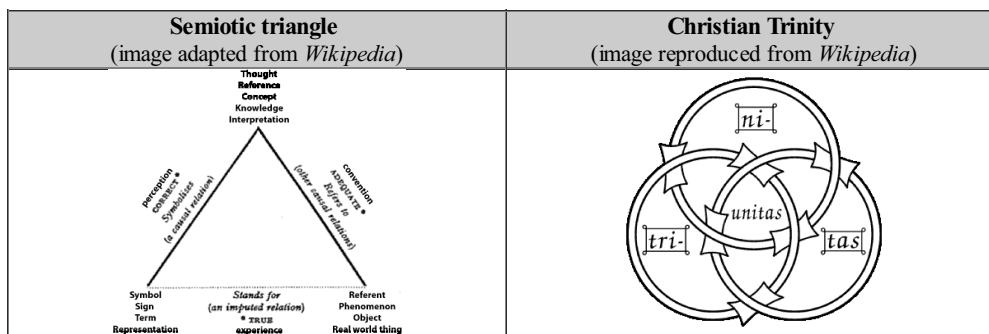 Semiotic triangle
(image adapted from Wikipedia)
Christian Trinity
(image reproduced from Wikipedia)
Thought
Reference
Concept
Knowledge
Interpretation
perception
CORRECT *
Symbolises
(a causal relation)
convention
ADEQUATE *
Refers to
(other causal relations)
Symbol
Sign
Term
Representation
Stands for
(an imputed relation)
* TRUE
experience
Referent
Phenomenon
Object
Real world thing
ni-
unitas
tri-
tas